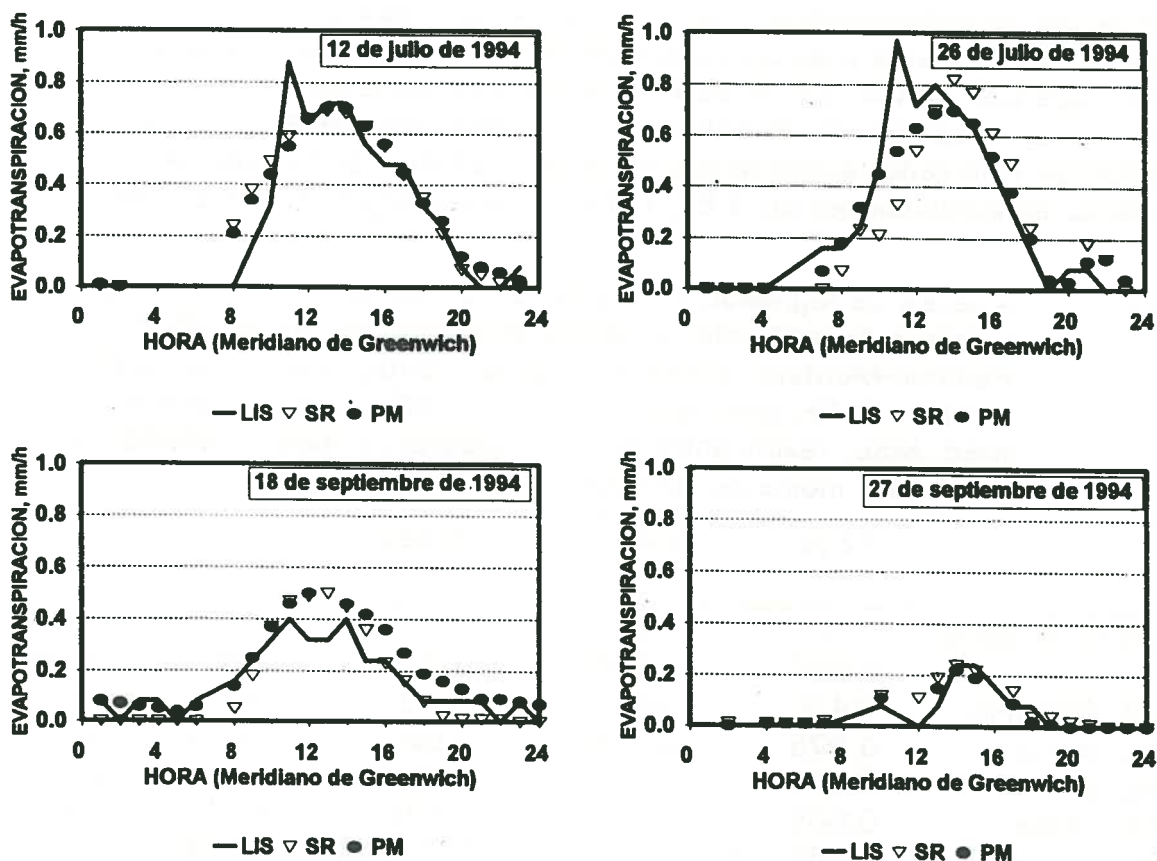 12 de julio de 1994
EVAPOTRANSPIRACION, mm/h
1.0
0.8
0.6
0.4
0.2
0.0
0 4 8 12 16 20 24
HORA (Meridiano de Greenwich)
LIS SR PM
26 de julio de 1994
EVAPOTRANSPIRACION, mm/h
1.0
0.8
0.6
0.4
0.2
0.0
0 4 8 12 16 20 24
HORA (Meridiano de Greenwich)
LIS SR PM
18 de septiembre de 1994
EVAPOTRANSPIRACION, mm/h
1.0
0.8
0.6
0.4
0.2
0.0
0 4 8 12 16 20 24
HORA (Meridiano de Greenwich)
LIS SR PM
27 de septiembre de 1994
EVAPOTRANSPIRACION, mm/h
1.0
0.8
0.6
0.4
0.2
0.0
0 4 8 12 16 20 24
HORA (Meridiano de Greenwich)
LIS SR PM